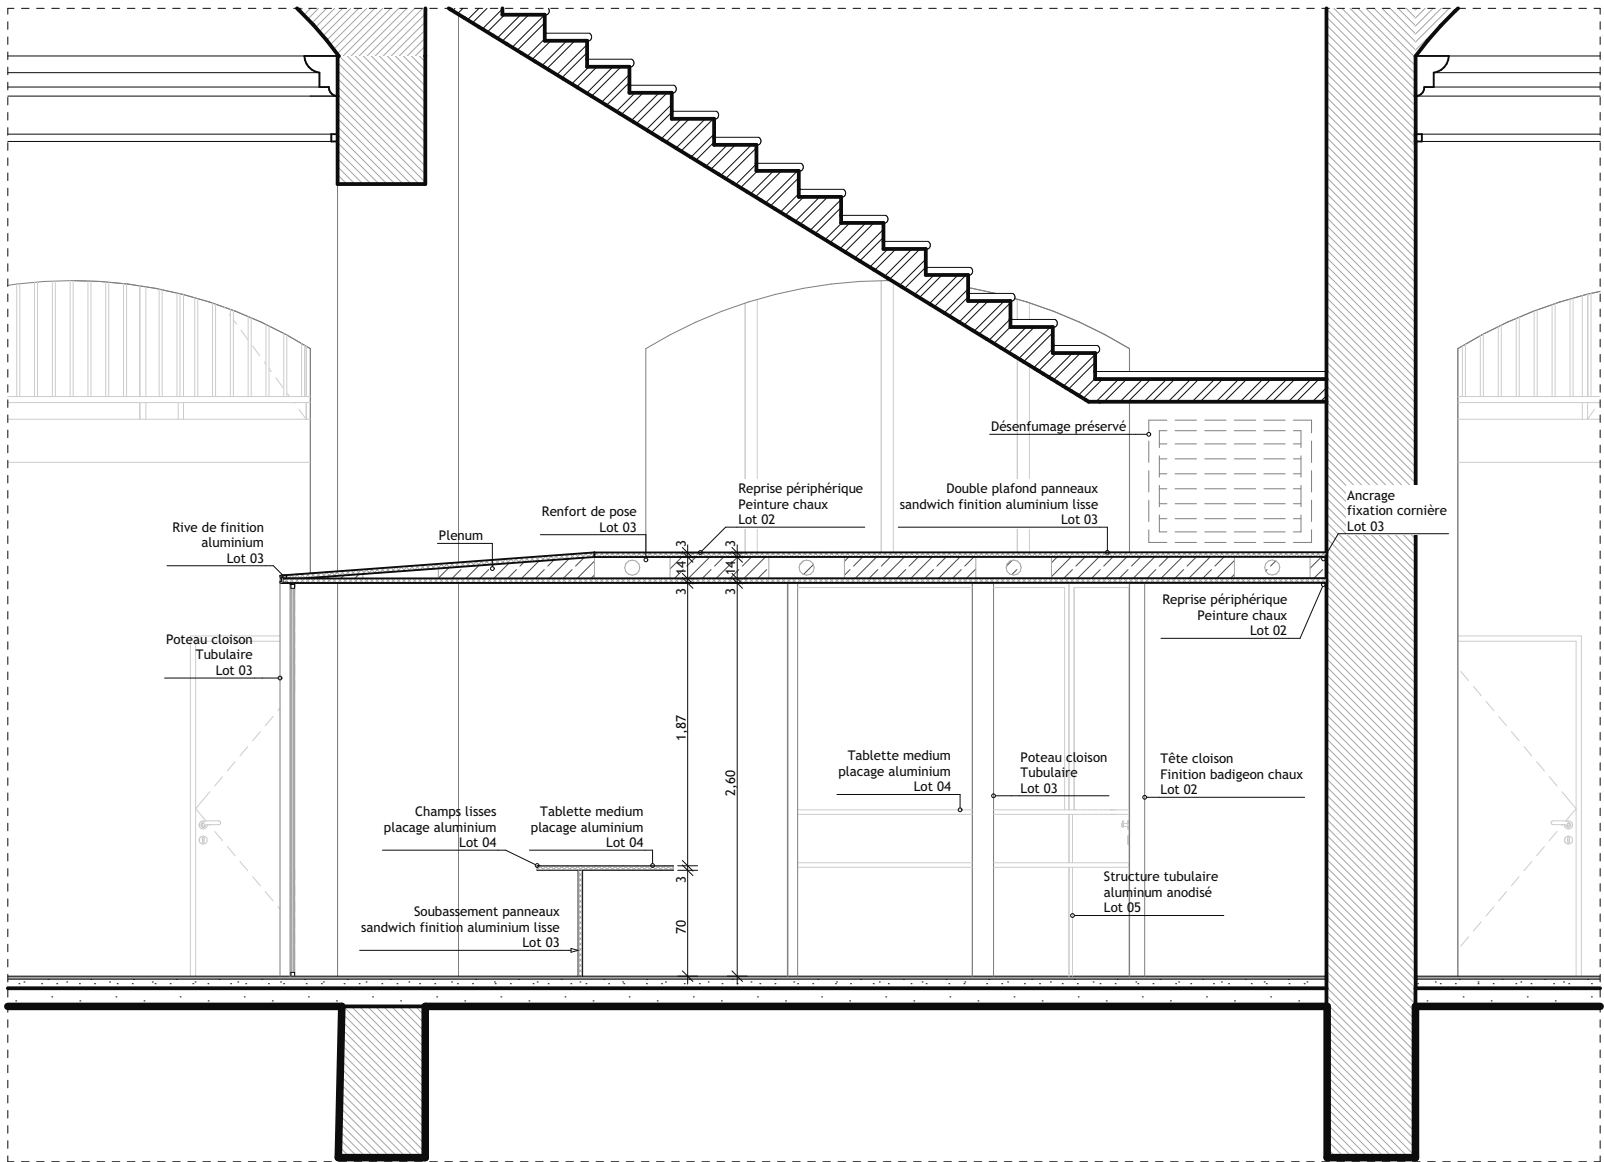 Désenfumage préservé
Reprise périphérique
Peinture chaux
Lot 02
Double plafond panneaux
sandwich finition aluminium lisse
Lot 03
Ancrage
fixation cornière
Lot 03
Renfort de pose
Lot 03
Rive de finition
aluminium
Lot 03
Plenum
3
14
3
3
14
3
Reprise périphérique
Peinture chaux
Lot 02
Poteau cloison
Tubulaire
Lot 03
1,87
2,60
Tablette medium
placage aluminium
Lot 04
Poteau cloison
Tubulaire
Lot 03
Tête cloison
Finition badigeon chaux
Lot 02
Champs lisses
placage aluminium
Lot 04
Tablette medium
placage aluminium
Lot 04
3
Structure tubulaire
aluminum anodisé
Lot 05
Soubassement panneaux
sandwich finition aluminium lisse
Lot 03
70